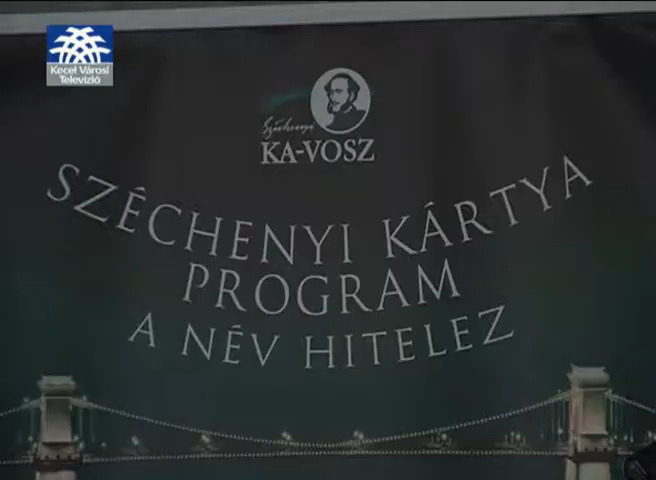 Kecel Városi
Televízió
Széchenyi
KA-VOSZ
SZÉCHENYI KÁRTYA
PROGRAM
A NÉV HITELEZ